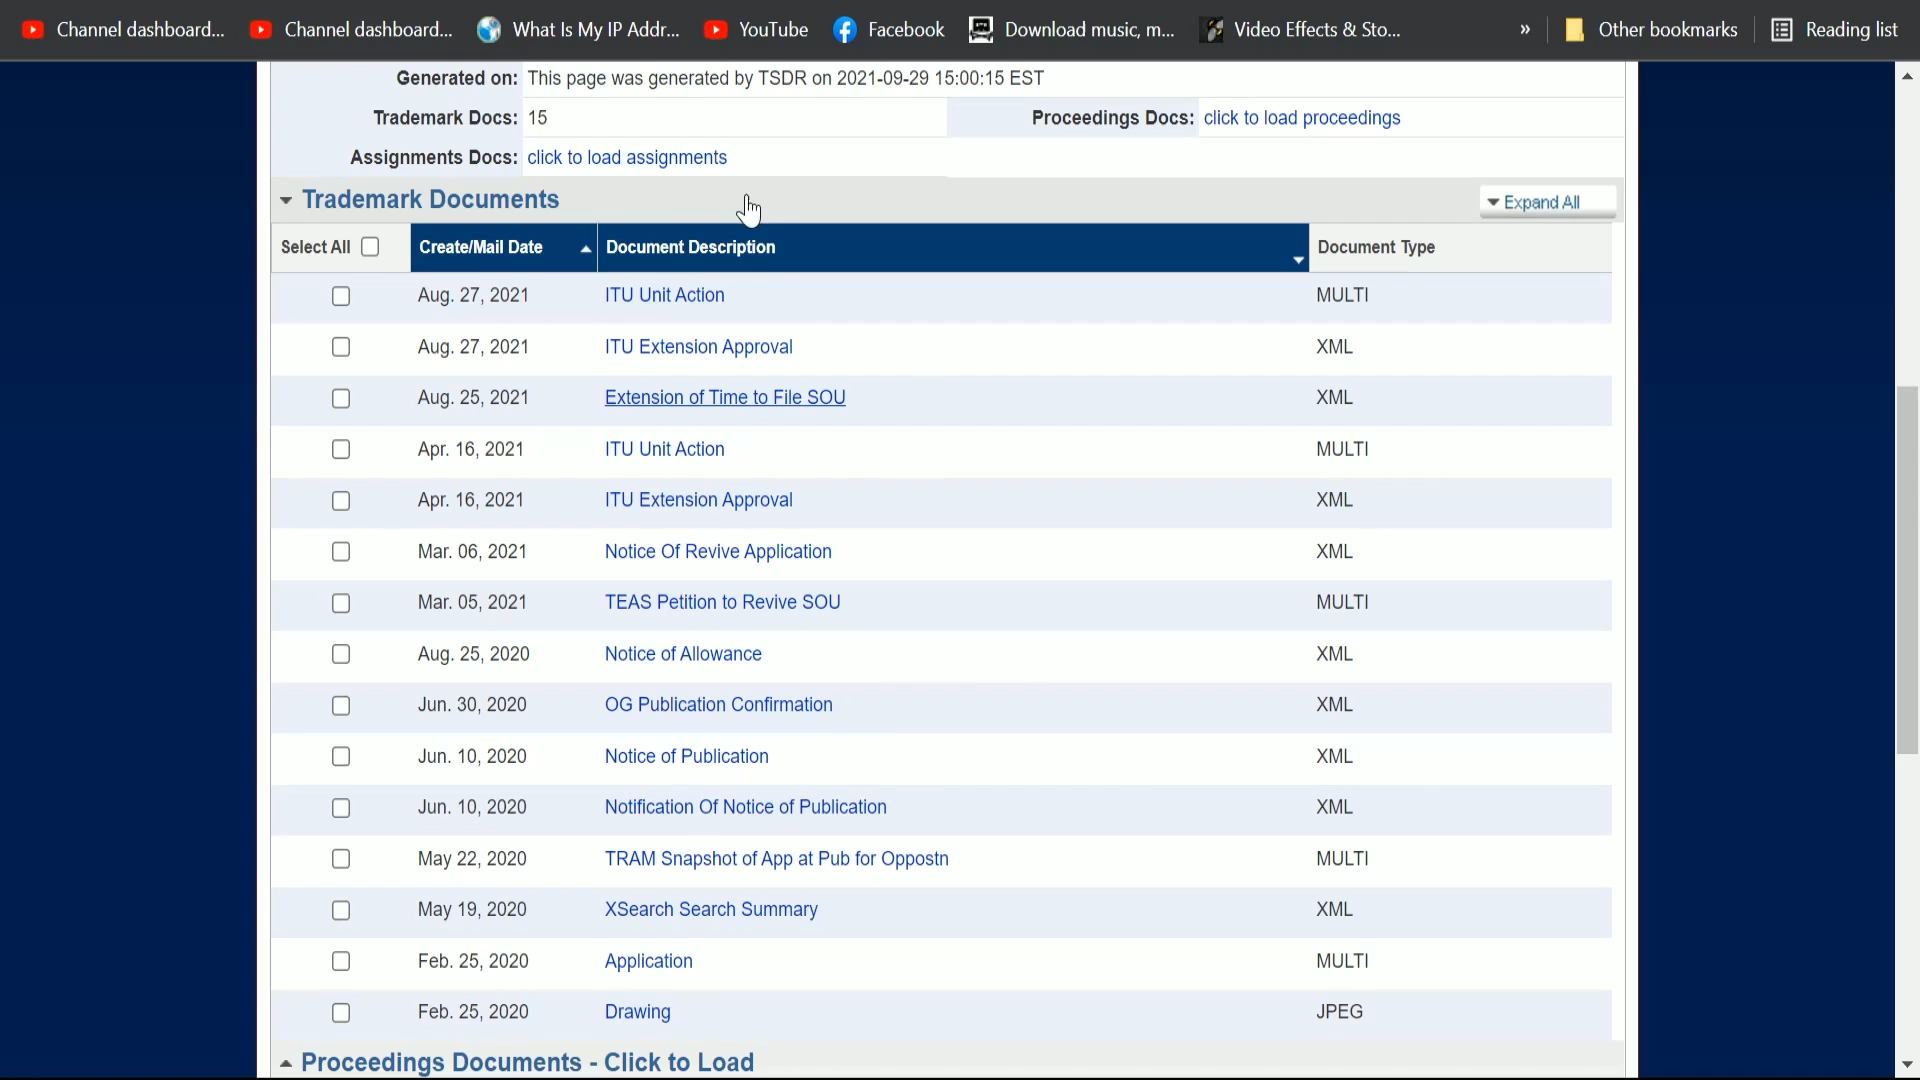 Channel dashboard... Channel dashboard... What Is My IP Addr... YouTube Facebook Download music, m... Video Effects & Sto... » Other bookmarks Reading list
Generated on: This page was generated by TSDR on 2021-09-29 15:00:15 EST
Trademark Docs: 15 Proceedings Docs: click to load proceedings
Assignments Docs: click to load assignments
Trademark Documents Expand All
Select All Create/Mail Date Document Description Document Type
Aug. 27, 2021 ITU Unit Action MULTI
Aug. 27, 2021 ITU Extension Approval XML
Aug. 25, 2021 Extension of Time to File SOU XML
Apr. 16, 2021 ITU Unit Action MULTI
Apr. 16, 2021 ITU Extension Approval XML
Mar. 06, 2021 Notice Of Revive Application XML
Mar. 05, 2021 TEAS Petition to Revive SOU MULTI
Aug. 25, 2020 Notice of Allowance XML
Jun. 30, 2020 OG Publication Confirmation XML
Jun. 10, 2020 Notice of Publication XML
Jun. 10, 2020 Notification Of Notice of Publication XML
May 22, 2020 TRAM Snapshot of App at Pub for Oppostn MULTI
May 19, 2020 XSearch Search Summary XML
Feb. 25, 2020 Application MULTI
Feb. 25, 2020 Drawing JPEG
Proceedings Documents - Click to Load